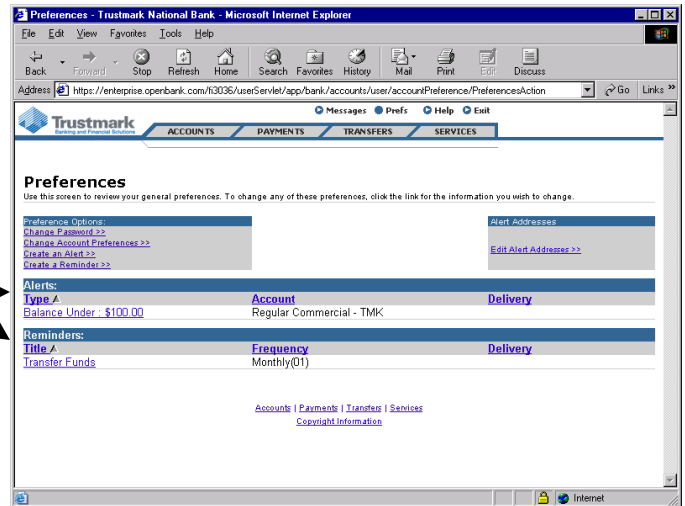 Preferences - Trustmark National Bank - Microsoft Internet Explorer
File Edit View Favorites Tools Help
Back Forward Stop Refresh Home Search Favorites History Mail Print Edit Discuss
Address https://enterprise.openbank.com/fi3036/userServlet/app/bank/accounts/user/accountPreference/PreferencesAction Go Links »
Messages Prefs Help Exit
Trustmark
Banking and Financial Solutions
ACCOUNTS PAYMENTS TRANSFERS SERVICES
Preferences
Use this screen to review your general preferences. To change any of these preferences, click the link for the information you wish to change.
Preference Options: Alert Addresses
Change Password >>
Change Account Preferences >>
Edit Alert Addresses >>
Create an Alert >>
Create a Reminder >>
Alerts:
Type Account Delivery
Balance Under : $100.00 Regular Commercial - TMK
Reminders:
Title Frequency Delivery
Transfer Funds Monthly(01)
Accounts | Payments | Transfers | Services
Copyright Information
Internet